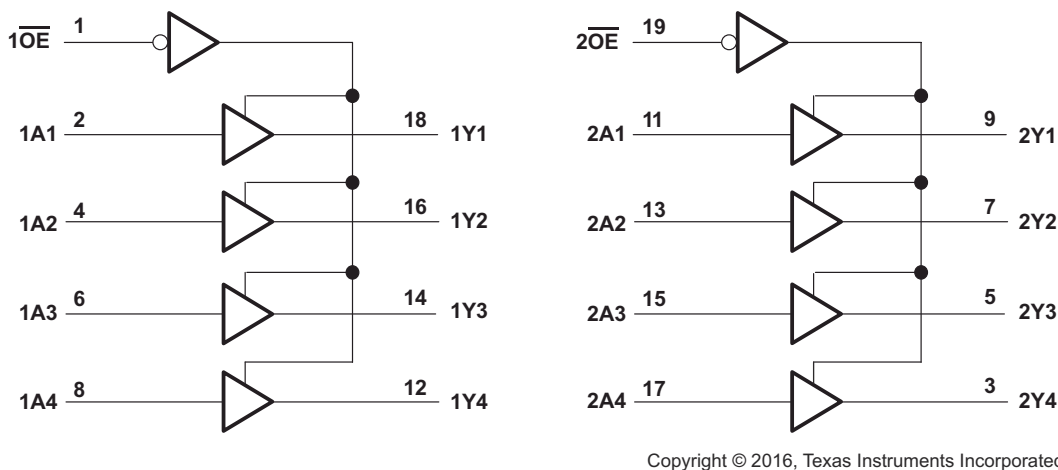 1O̅E̅ 1 2O̅E̅ 19
1A1 2 18 1Y1 2A1 11 9 2Y1
1A2 4 16 1Y2 2A2 13 7 2Y2
1A3 6 14 1Y3 2A3 15 5 2Y3
1A4 8 12 1Y4 2A4 17 3 2Y4
Copyright © 2016, Texas Instruments Incorporated